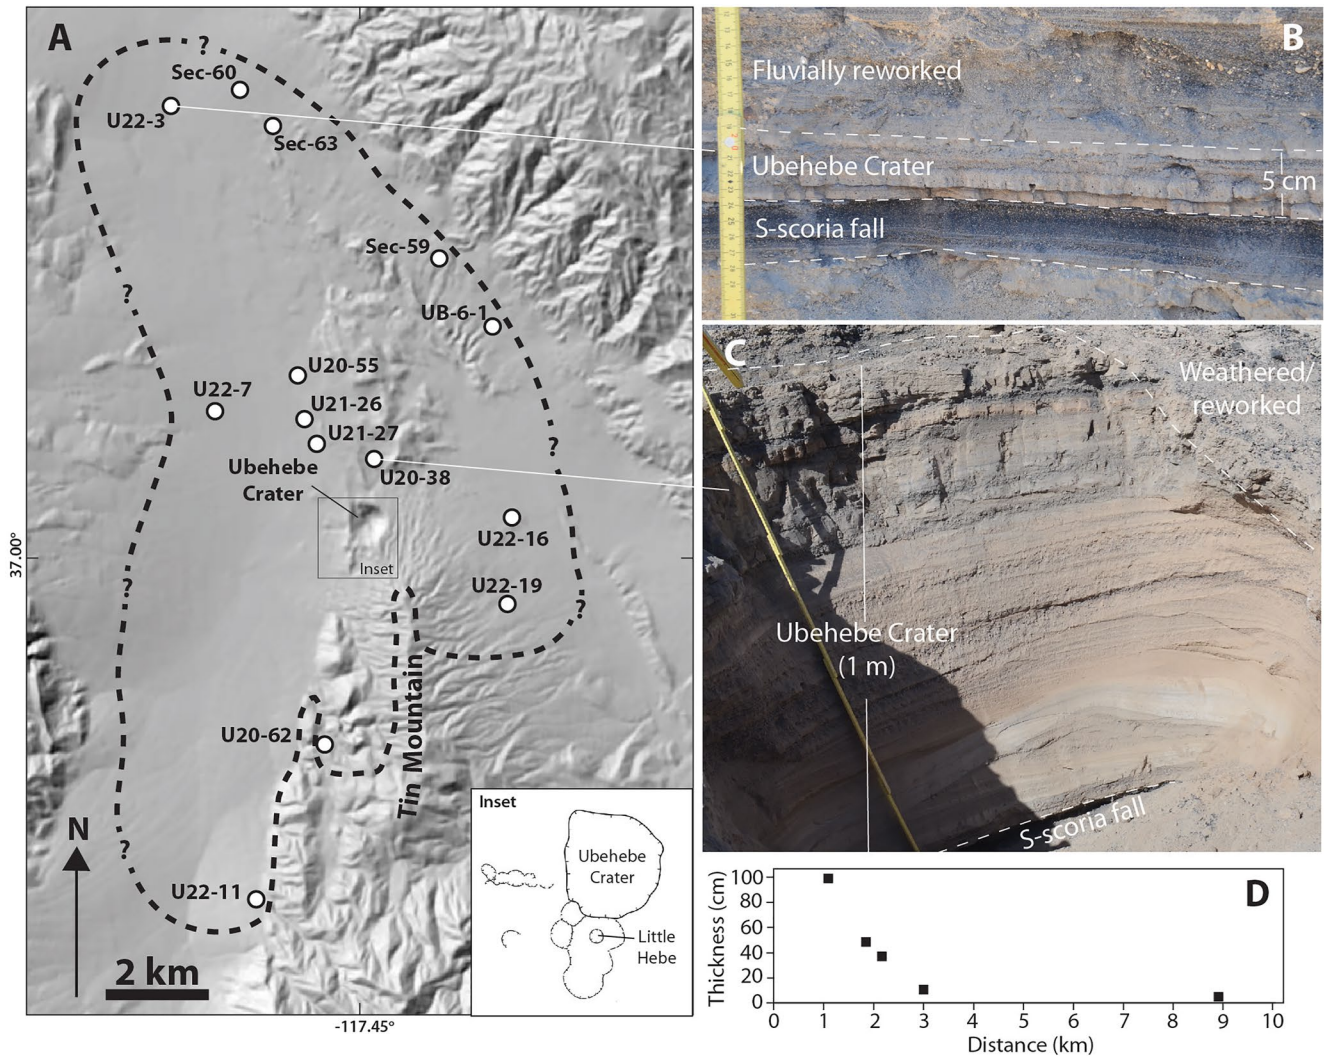 A
?
Sec-60
U22-3
Sec-63
Sec-59
?
UB-6-1
U20-55
U22-7
U21-26
U21-27
?
Ubehebe
Crater
U20-38
U22-16
37.00°
Inset
U22-19
?
?
Tin Mountain
U20-62
N
?
U22-11
2 km
-117.45°
Inset
Ubehebe
Crater
Little
Hebe
B
Fluvially reworked
Ubehebe Crater
5 cm
S-scoria fall
C
Weathered/
reworked
Ubehebe Crater
(1 m)
S-scoria fall
D
Thickness (cm)
100
80
60
40
20
0
0 1 2 3 4 5 6 7 8 9 10
Distance (km)